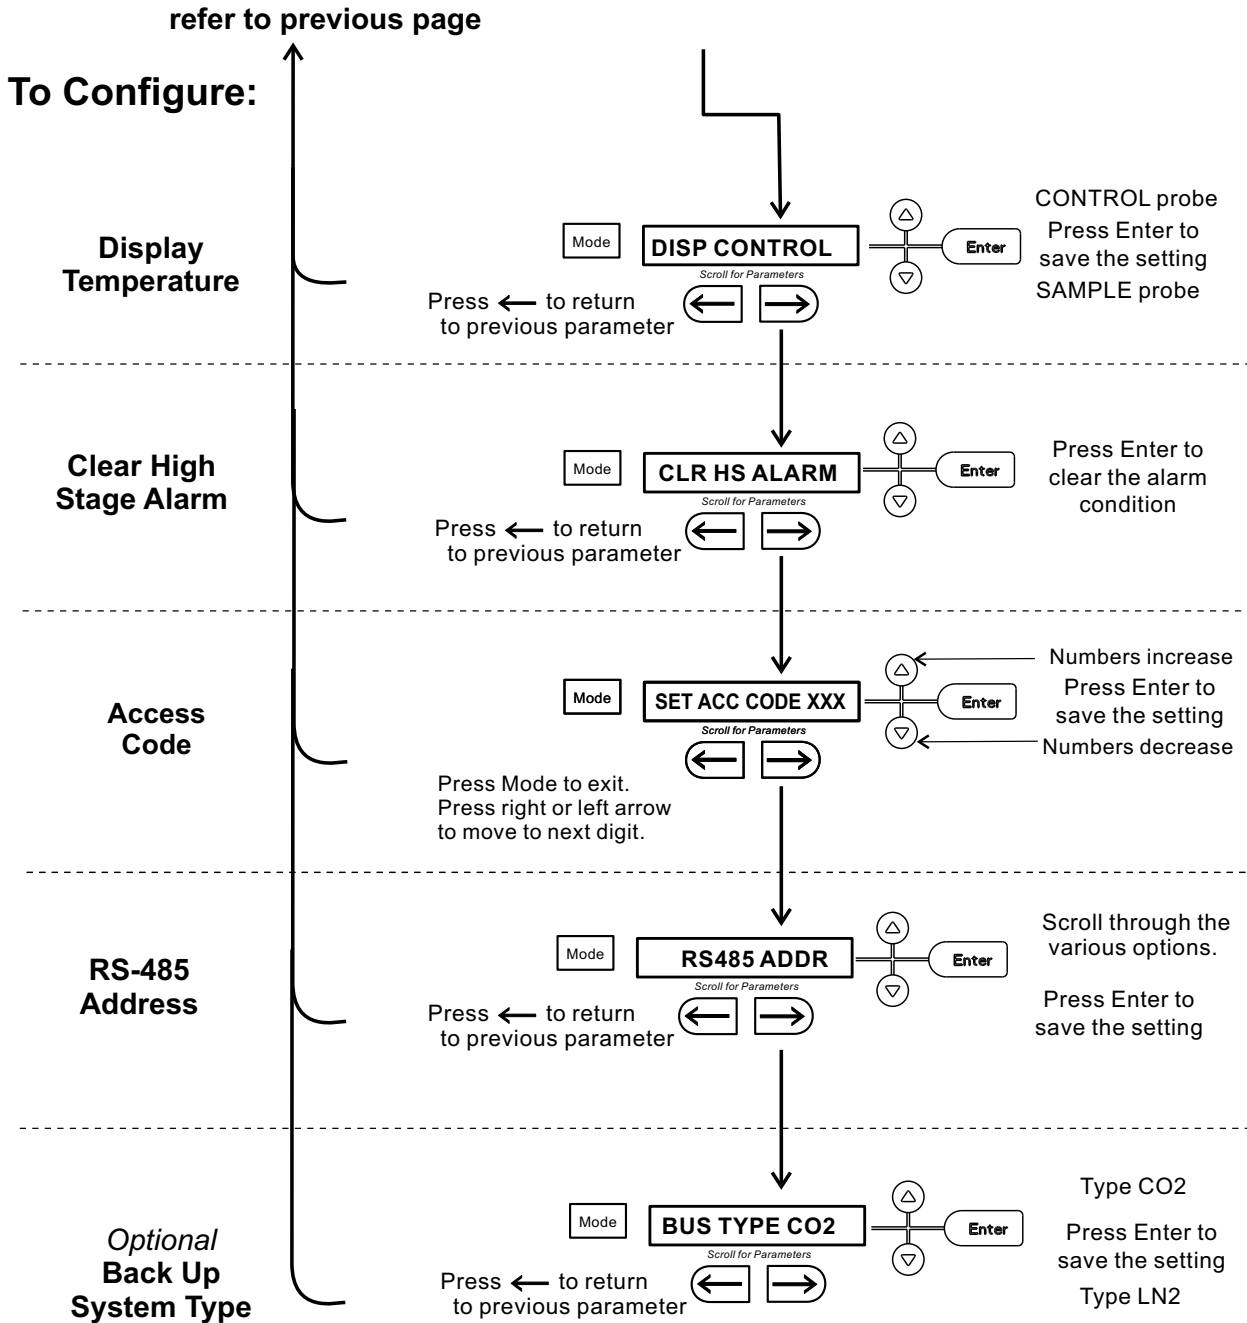 refer to previous page
To Configure:
Display
Temperature
Mode
DISP CONTROL
Enter
CONTROL probe
Press Enter to
save the setting
SAMPLE probe
Scroll for Parameters
Press ← to return
to previous parameter
Clear High
Stage Alarm
Mode
CLR HS ALARM
Enter
Press Enter to
clear the alarm
condition
Scroll for Parameters
Press ← to return
to previous parameter
Access
Code
Mode
SET ACC CODE XXX
Enter
Numbers increase
Press Enter to
save the setting
Numbers decrease
Scroll for Parameters
Press Mode to exit.
Press right or left arrow
to move to next digit.
RS-485
Address
Mode
RS485 ADDR
Enter
Scroll through the
various options.
Press Enter to
save the setting
Scroll for Parameters
Press ← to return
to previous parameter
Optional
Back Up
System Type
Mode
BUS TYPE CO2
Enter
Type CO2
Press Enter to
save the setting
Type LN2
Scroll for Parameters
Press ← to return
to previous parameter